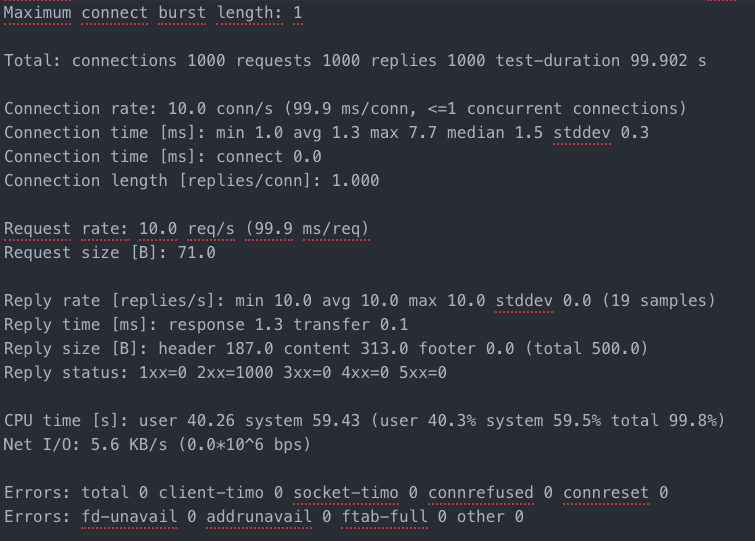 Maximum connect burst length: 1
Total: connections 1000 requests 1000 replies 1000 test-duration 99.902 s
Connection rate: 10.0 conn/s (99.9 ms/conn, <=1 concurrent connections)
Connection time [ms]: min 1.0 avg 1.3 max 7.7 median 1.5 stddev 0.3
Connection time [ms]: connect 0.0
Connection length [replies/conn]: 1.000
Request rate: 10.0 req/s (99.9 ms/req)
Request size [B]: 71.0
Reply rate [replies/s]: min 10.0 avg 10.0 max 10.0 stddev 0.0 (19 samples)
Reply time [ms]: response 1.3 transfer 0.1
Reply size [B]: header 187.0 content 313.0 footer 0.0 (total 500.0)
Reply status: 1xx=0 2xx=1000 3xx=0 4xx=0 5xx=0
CPU time [s]: user 40.26 system 59.43 (user 40.3% system 59.5% total 99.8%)
Net I/O: 5.6 KB/s (0.0*10^6 bps)
Errors: total 0 client-timo 0 socket-timo 0 connrefused 0 connreset 0
Errors: fd-unavail 0 addrunavail 0 ftab-full 0 other 0